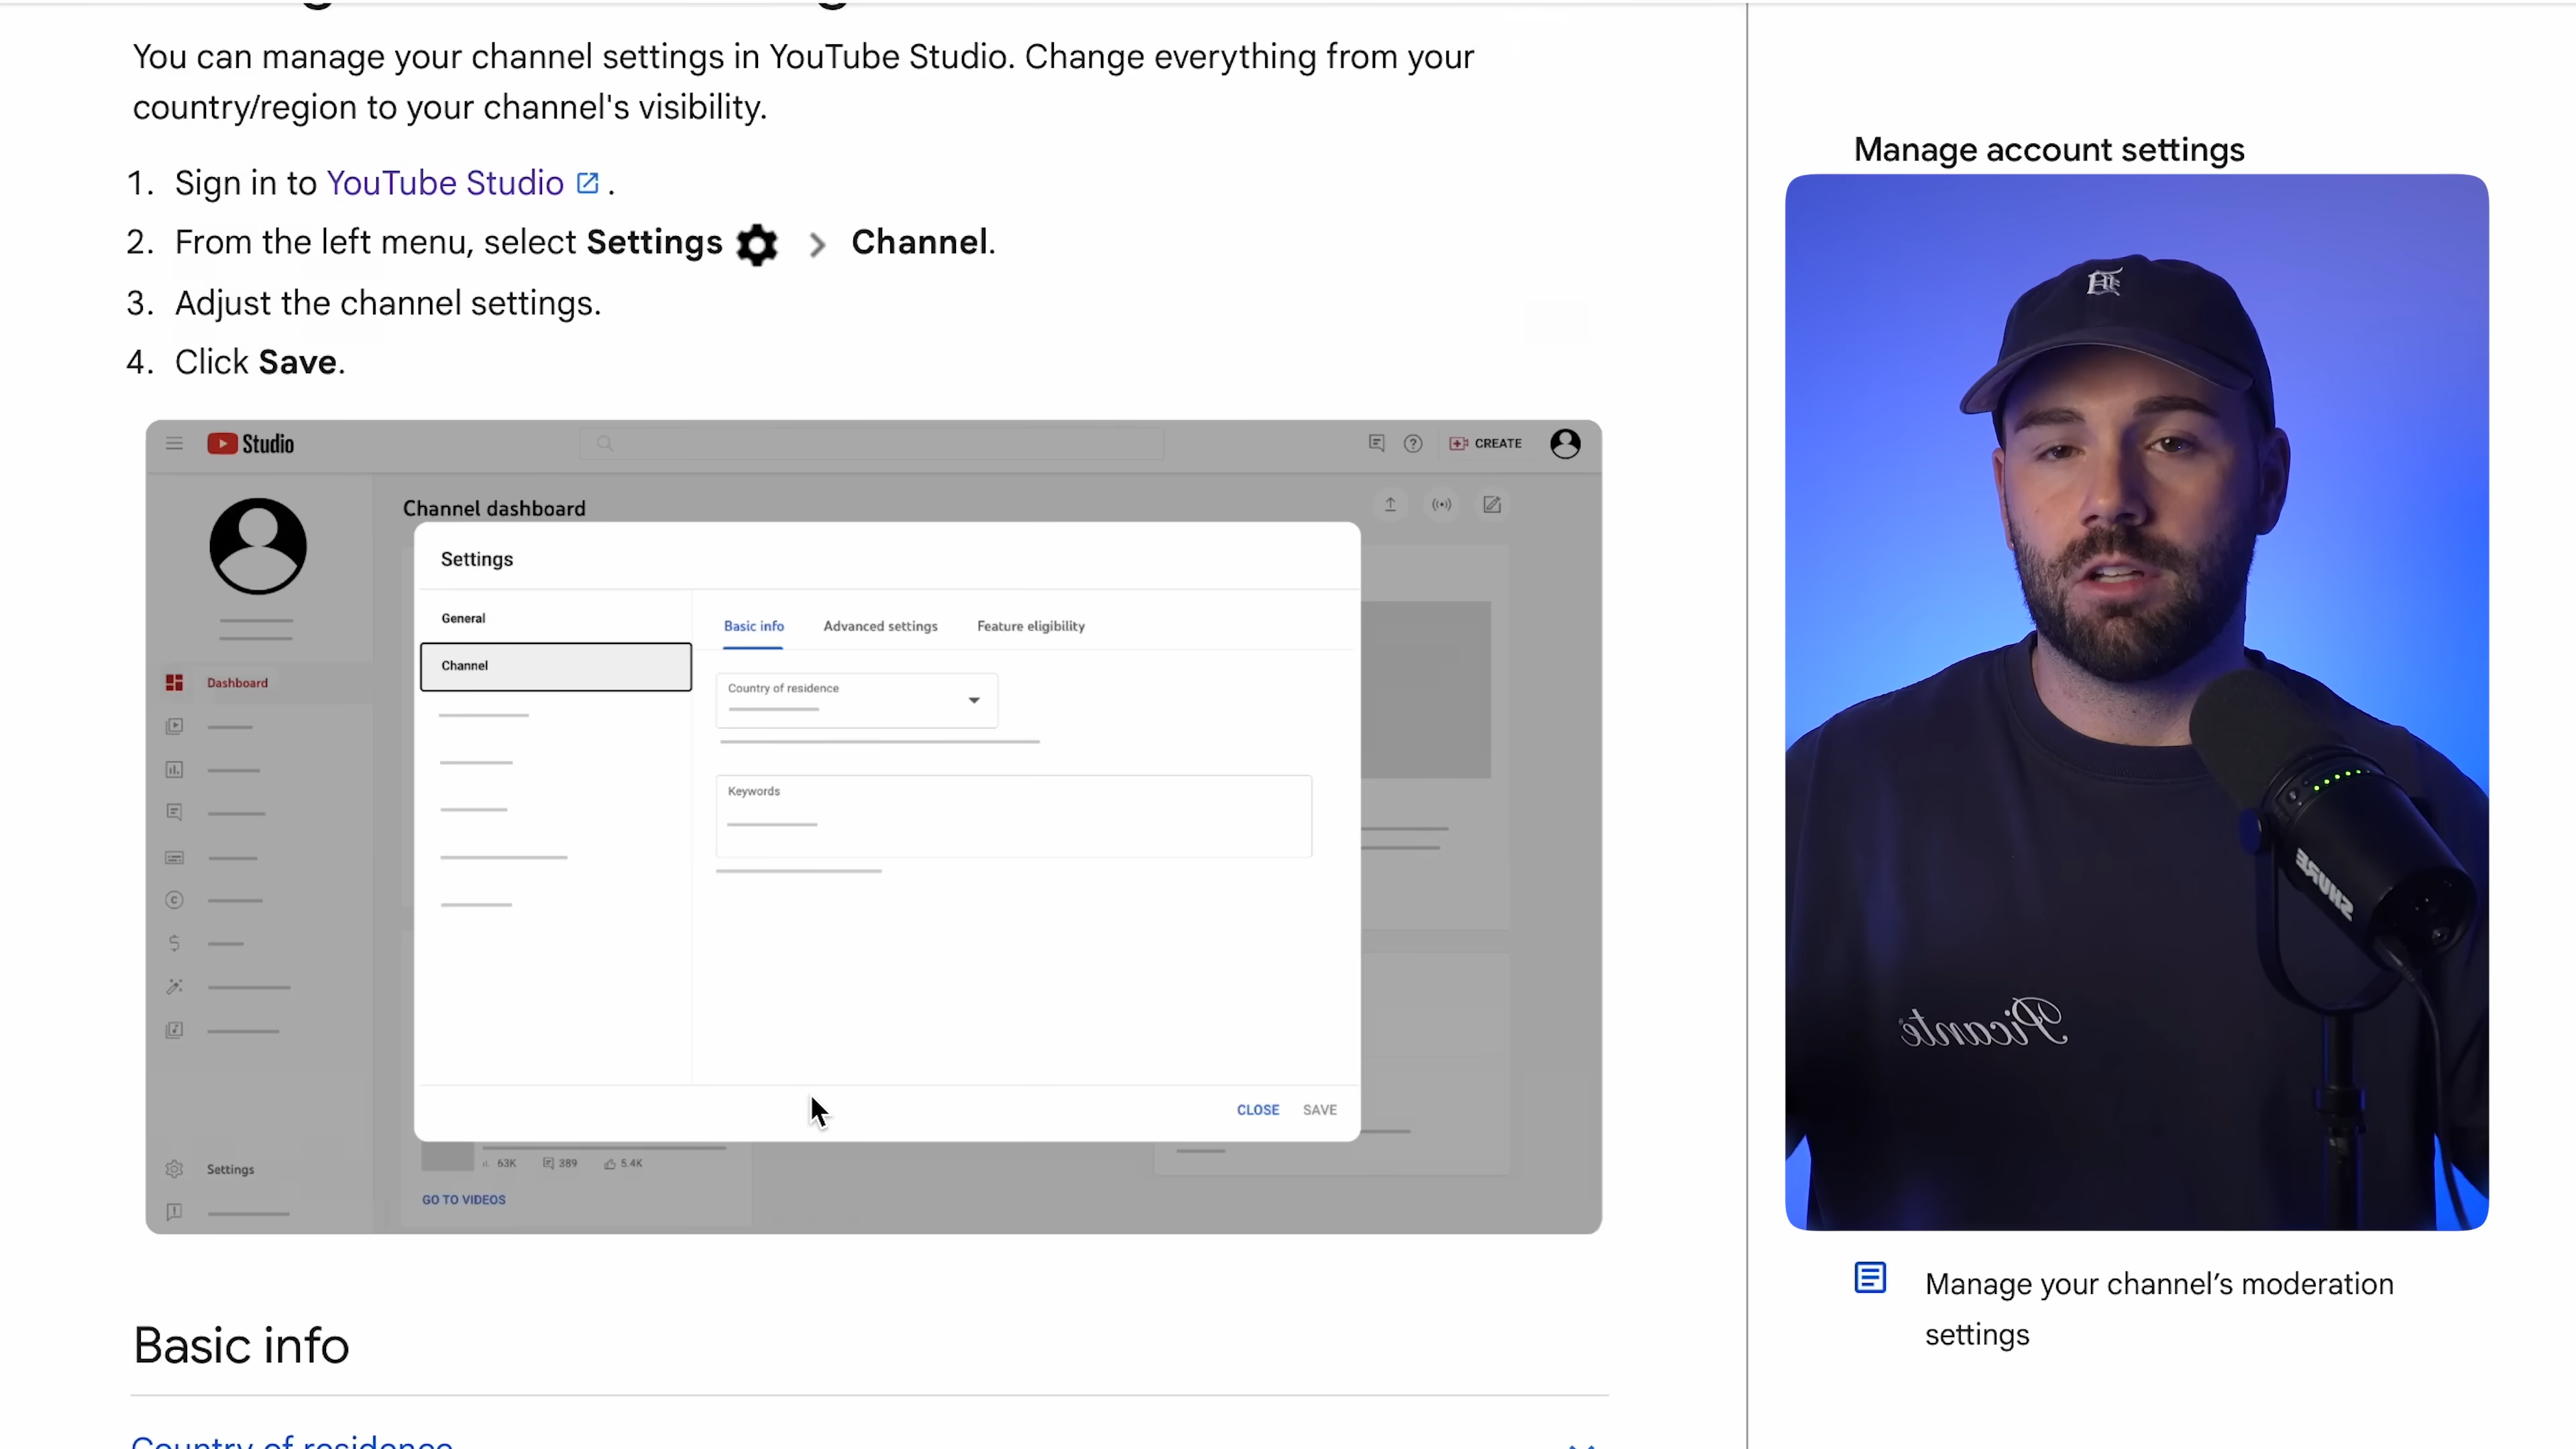 You can manage your channel settings in YouTube Studio. Change everything from your
country/region to your channel's visibility.
1. Sign in to YouTube Studio .
2. From the left menu, select Settings > Channel.
3. Adjust the channel settings.
4. Click Save.
Studio
CREATE
Channel dashboard
Settings
General
Channel
Basic info Advanced settings Feature eligibility
Country of residence
Keywords
Dashboard
CLOSE SAVE
Settings
63K 389 5.4K
GO TO VIDEOS
Basic info
Country of residence
Manage account settings
SHURE
Picante
Manage your channel’s moderation
settings